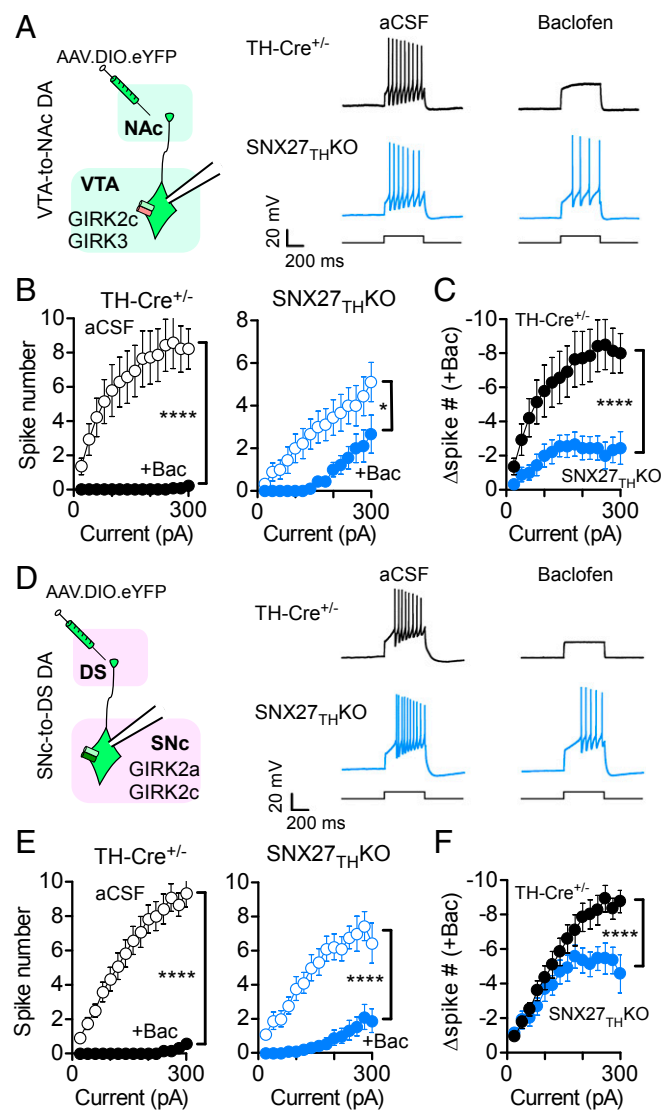 A
AAV.DIO.eYFP
VTA-to-NAc DA
NAc
VTA
GIRK2c
GIRK3
aCSF
Baclofen
TH-Cre+/-
SNX27THKO
20 mV
200 ms
B
TH-Cre+/-
aCSF
Spike number
10
8
6
4
2
0
****
+Bac
0
300
Current (pA)
SNX27THKO
8
6
4
2
0
*
+Bac
0
300
Current (pA)
C
Δspike # (+Bac)
-10
-8
-6
-4
-2
0
TH-Cre+/-
****
SNX27THKO
0
300
Current (pA)
D
AAV.DIO.eYFP
SNc-to-DS DA
DS
SNc
GIRK2a
GIRK2c
aCSF
Baclofen
TH-Cre+/-
SNX27THKO
20 mV
200 ms
E
TH-Cre+/-
aCSF
Spike number
10
8
6
4
2
0
****
+Bac
0
300
Current (pA)
SNX27THKO
10
8
6
4
2
0
****
+Bac
0
300
Current (pA)
F
Δspike # (+Bac)
-10
-8
-6
-4
-2
0
TH-Cre+/-
****
SNX27THKO
0
300
Current (pA)